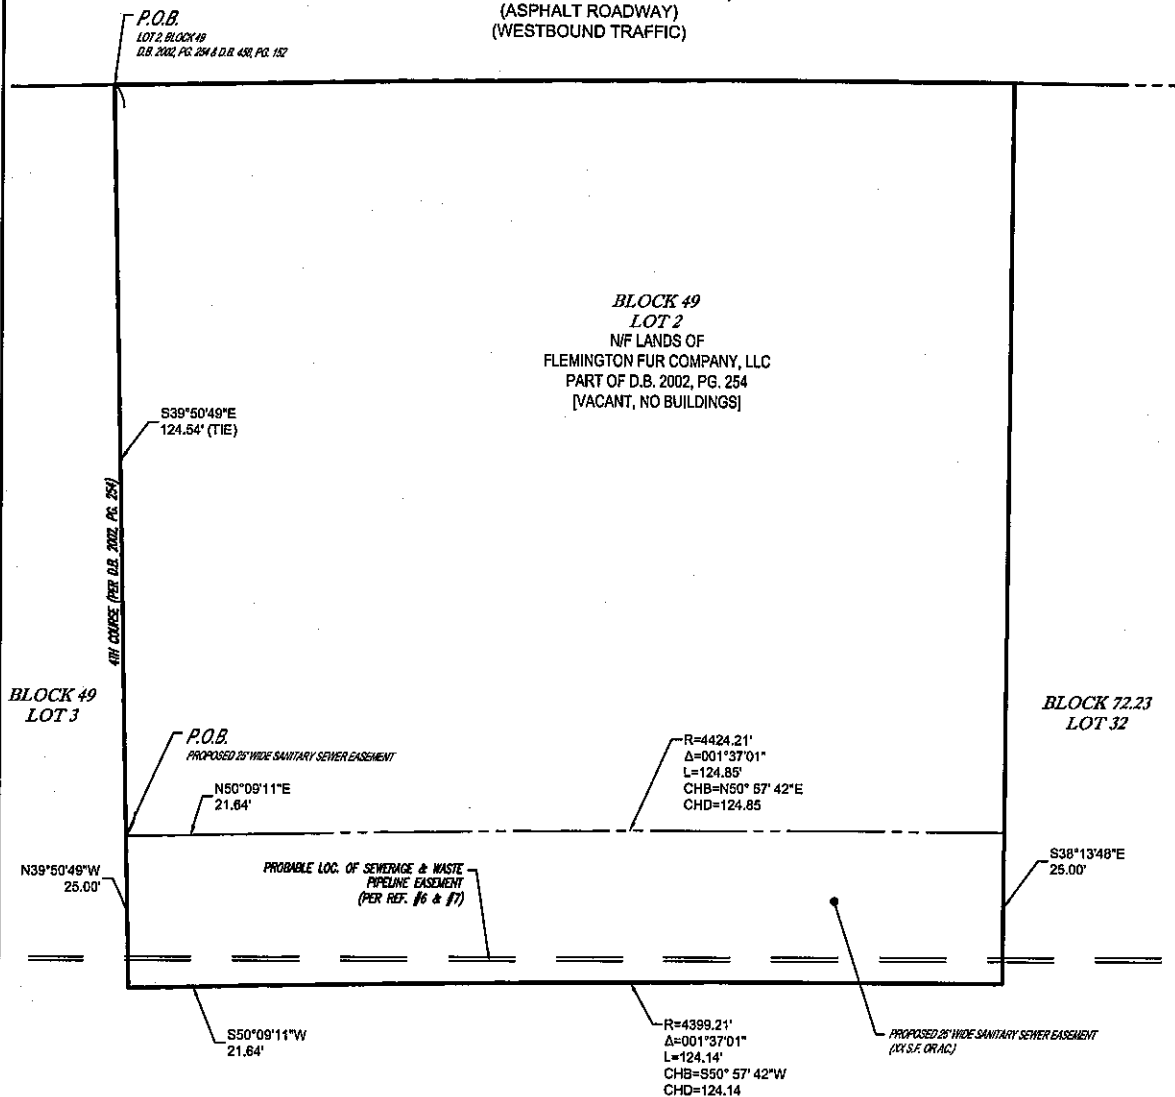 (ASPHALT ROADWAY)
(WESTBOUND TRAFFIC)
P.O.B.
LOT 2, BLOCK 49
D.B. 2002, PG. 254 & D.B. 458, PG. 152
BLOCK 49
LOT 2
N/F LANDS OF
FLEMINGTON FUR COMPANY, LLC
PART OF D.B. 2002, PG. 254
[VACANT, NO BUILDINGS]
S39°50'49"E
124.54' (TIE)
4TH COURSE (PER D.B. 2002, PG. 254)
BLOCK 49
LOT 3
BLOCK 72.23
LOT 32
P.O.B.
PROPOSED 25' WIDE SANITARY SEWER EASEMENT
N50°09'11"E
21.64'
R=4424.21'
Δ=001°37'01"
L=124.85'
CHB=N50° 57' 42"E
CHD=124.85
N39°50'49"W
25.00'
PROBABLE LOC. OF SEWERAGE & WASTE
PIPELINE EASEMENT
(PER REF. #6 & #7)
S38°13'48"E
25.00'
S50°09'11"W
21.64'
R=4399.21'
Δ=001°37'01"
L=124.14'
CHB=S50° 57' 42"W
CHD=124.14
PROPOSED 25' WIDE SANITARY SEWER EASEMENT
(XX S.F. OR AC.)